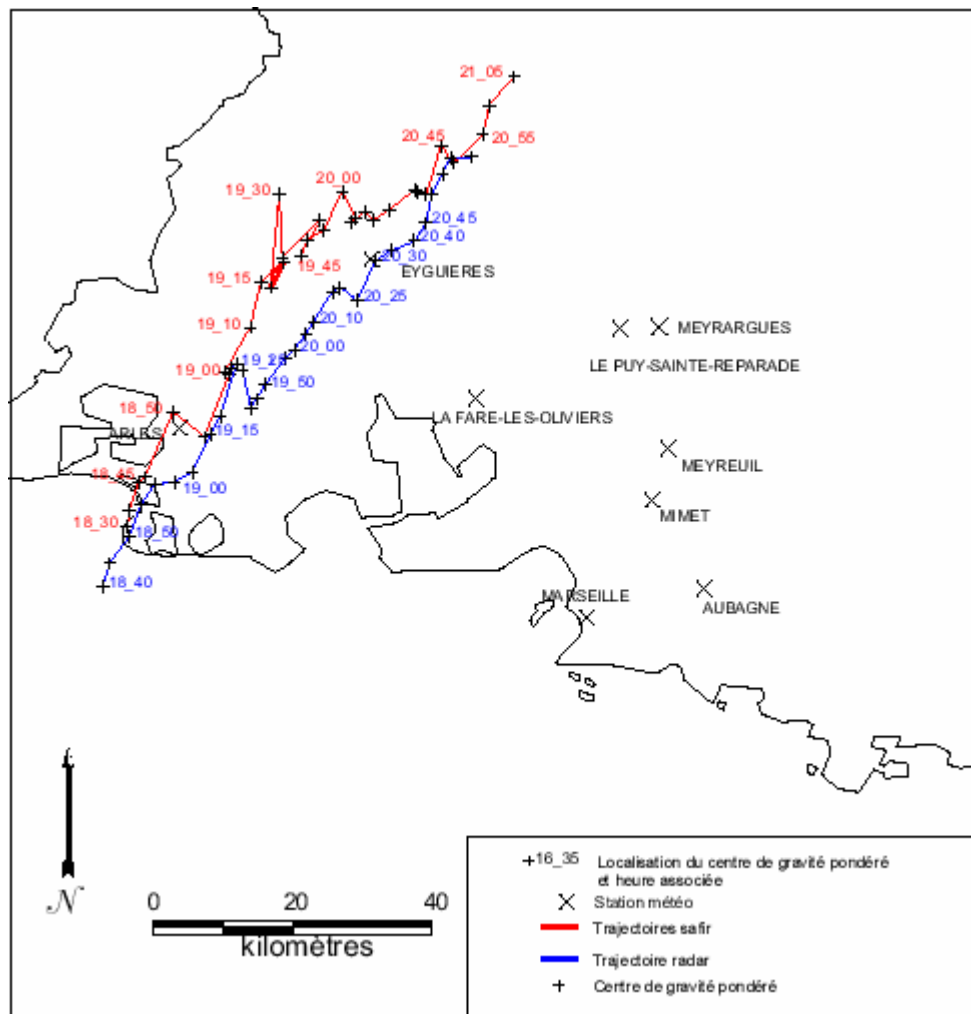 21_05
20_45
20_55
20_00
19_30
20_45
20_40
19_45
20_30
EYGUIERES
19_15
20_25
19_10
20_10
MEYRARGUES
20_00
19_25
LE PUY-SAINTE-REPARADE
19_00
19_50
18_50
LA FARE-LES-OLIVIERS
ARLES
19_15
MEYREUIL
18_45
19_00
MIMET
18_30
18_50
18_40
MARSEILLE
AUBAGNE
N
16_35 Localisation du centre de gravité pondéré
et heure associée
Station météo
Trajectoires safir
Trajectoire radar
Centre de gravité pondéré
0 20 40
kilomètres